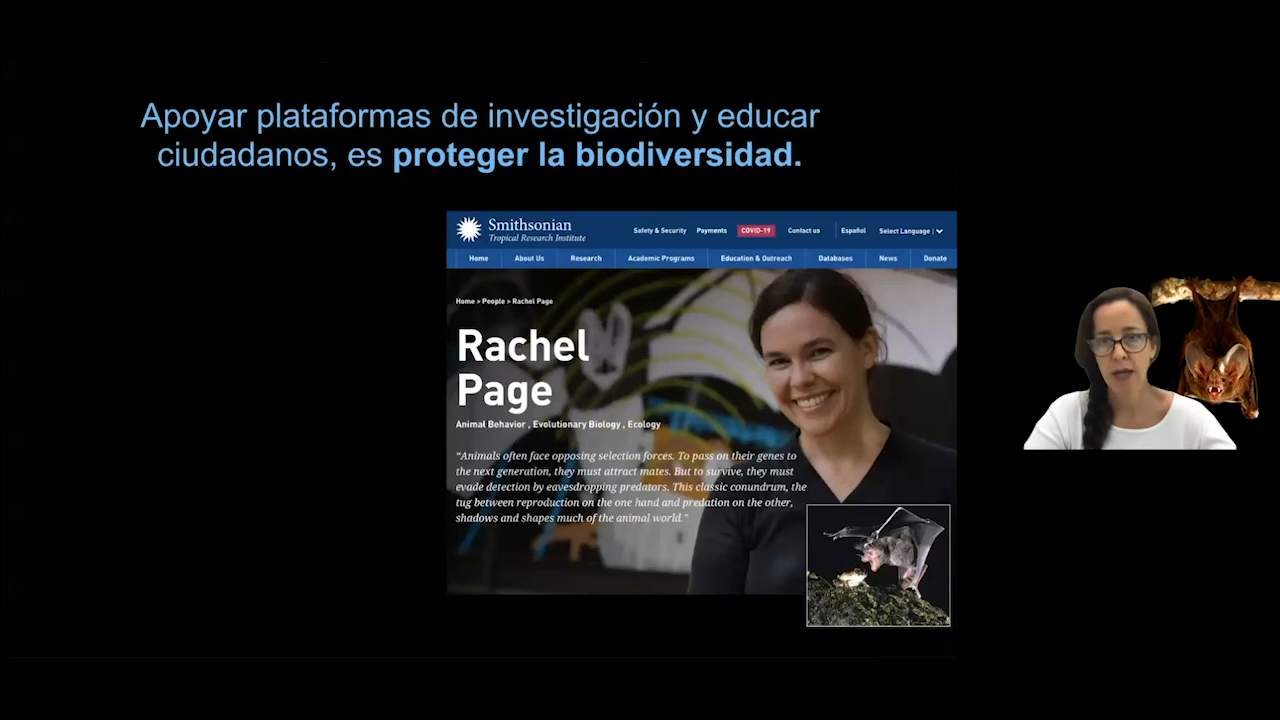 Apoyar plataformas de investigación y educar
ciudadanos, es proteger la biodiversidad.
Smithsonian
Tropical Research Institute
Safety & Security Payments COVID-19 Contact us Español Select Language
Home About Us Research Academic Programs Education & Outreach Databases News Donate
Home > People > Rachel Page
Rachel
Page
Animal Behavior , Evolutionary Biology , Ecology
"Animals often face opposing selection forces. To pass on their genes to
the next generation, they must attract mates. But to survive, they must
evade detection by eavesdropping predators. This classic conundrum, the
tug between reproduction on the one hand and predation on the other,
shadows and shapes much of the animal world."